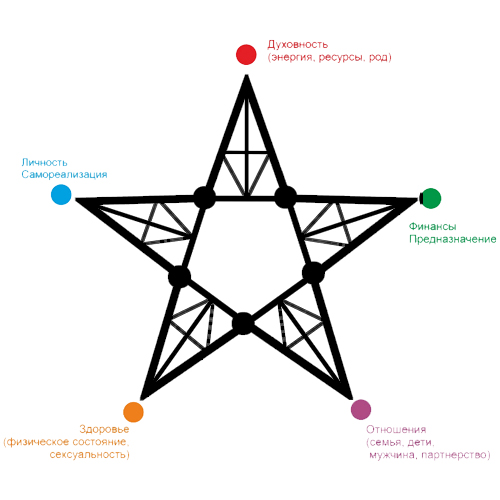 Духовность
(энергия, ресурсы, род)
Личность
Самореализация
Финансы
Предназначение
Здоровье
(физическое состояние,
сексуальность)
Отношения
(семья, дети,
мужчина, партнерство)